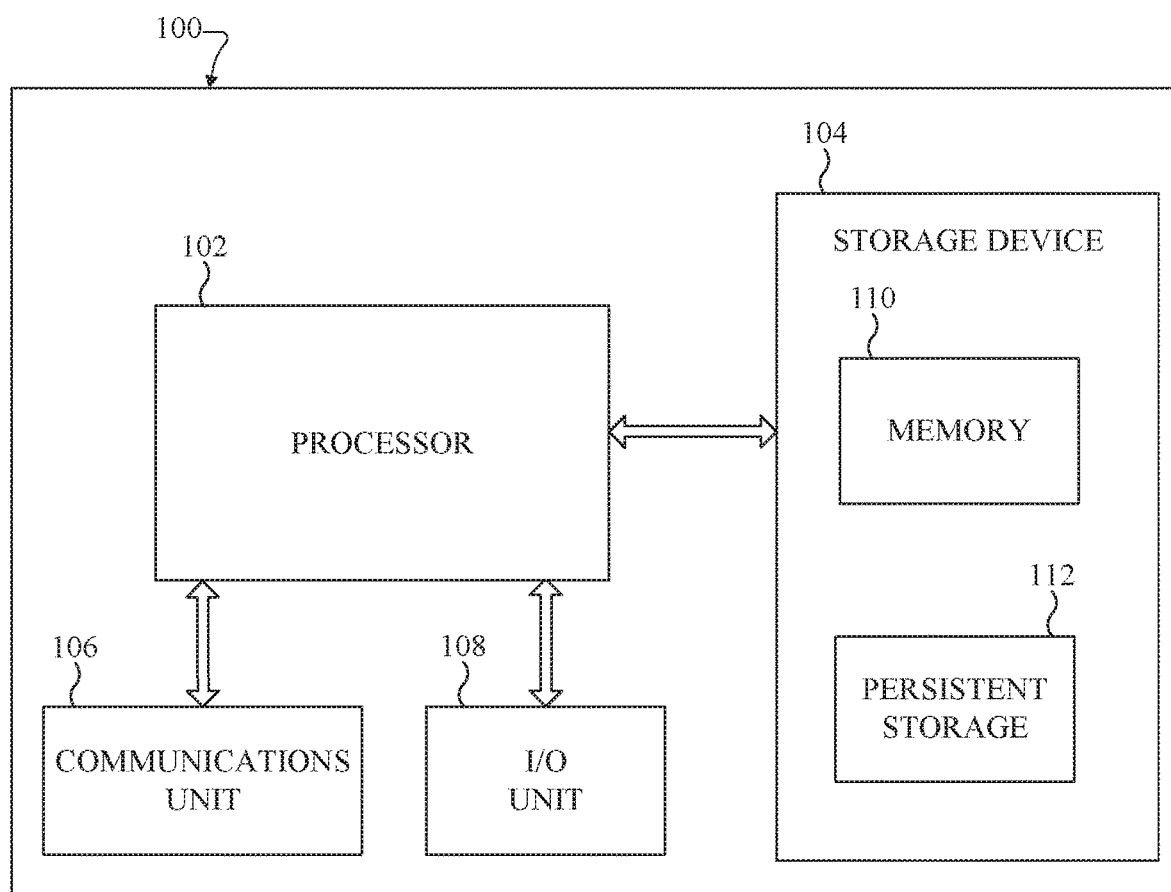 100
104
STORAGE DEVICE
102
110
PROCESSOR
MEMORY
112
106
108
PERSISTENT
STORAGE
COMMUNICATIONS
UNIT
I/O
UNIT